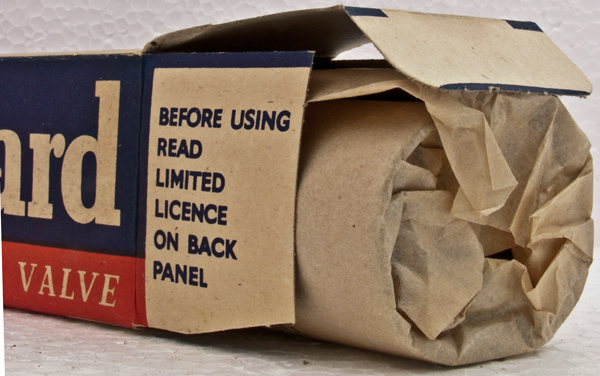 ard
VALVE
BEFORE USING
READ
LIMITED
LICENCE
ON BACK
PANEL